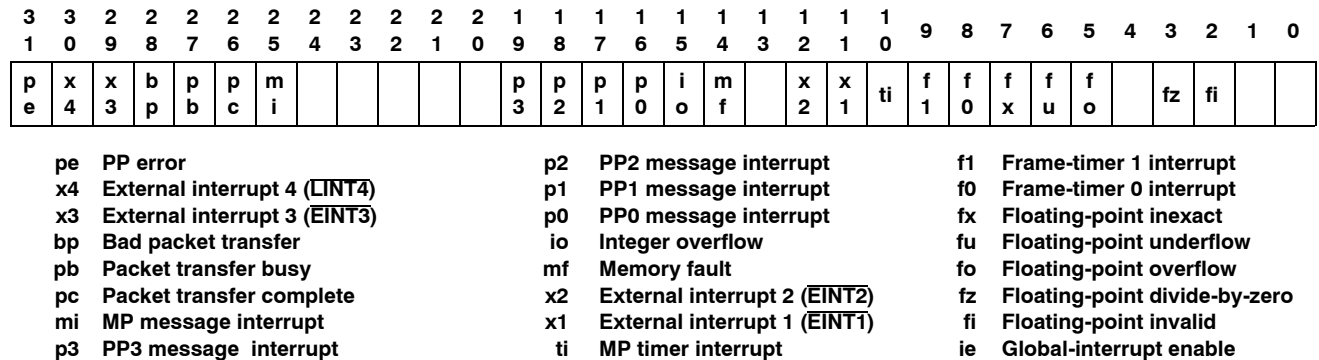 3 3 2 2 2 2 2 2 2 2 2 2 1 1 1 1 1 1 1 1 1 1 9 8 7 6 5 4 3 2 1 0
1 0 9 8 7 6 5 4 3 2 1 0 9 8 7 6 5 4 3 2 1 0
p x x b p p m p p p p i m x x ti f f f f f fz fi
e 4 3 p b c i 3 2 1 0 o f 2 1 1 0 x u o
pe PP error p2 PP2 message interrupt f1 Frame-timer 1 interrupt
x4 External interrupt 4 (LINT4) p1 PP1 message interrupt f0 Frame-timer 0 interrupt
x3 External interrupt 3 (EINT3) p0 PP0 message interrupt fx Floating-point inexact
bp Bad packet transfer io Integer overflow fu Floating-point underflow
pb Packet transfer busy mf Memory fault fo Floating-point overflow
pc Packet transfer complete x2 External interrupt 2 (EINT2) fz Floating-point divide-by-zero
mi MP message interrupt x1 External interrupt 1 (EINT1) fi Floating-point invalid
p3 PP3 message interrupt ti MP timer interrupt ie Global-interrupt enable